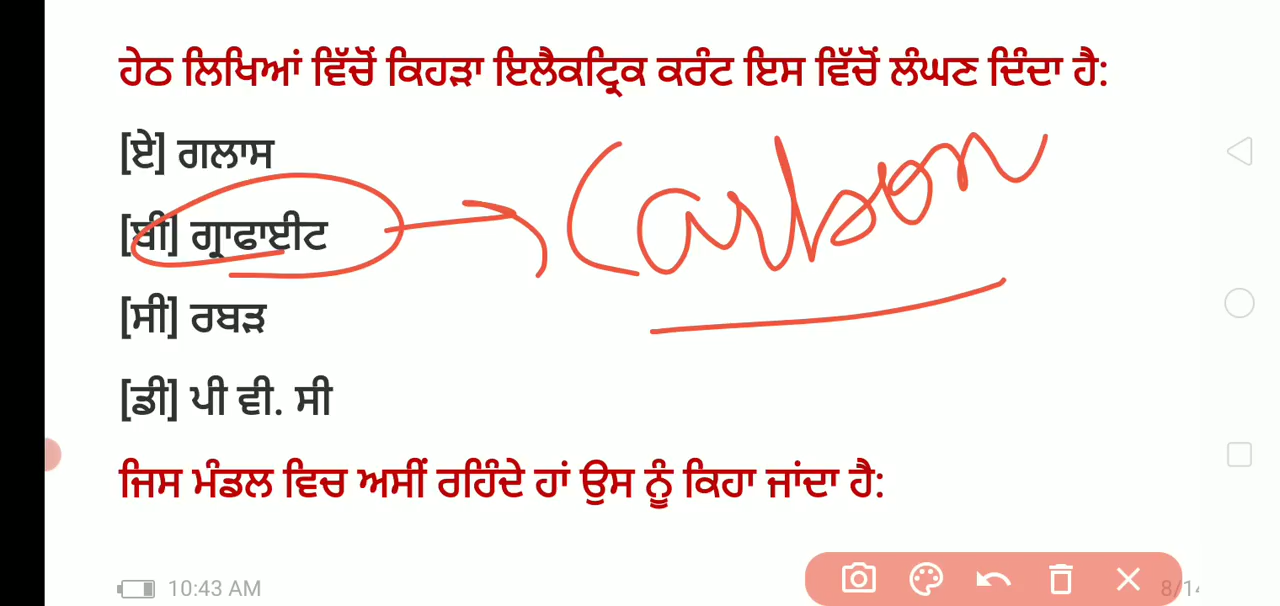 ਹੇਠ ਲਿਖਿਆਂ ਵਿੱਚੋਂ ਕਿਹੜਾ ਇਲੈਕਟ੍ਰਿਕ ਕਰੰਟ ਇਸ ਵਿੱਚੋਂ ਲੰਘਣ ਦਿੰਦਾ ਹੈ:
[ਏ] ਗਲਾਸ
[ਬੀ] ਗ੍ਰਾਫਾਈਟ Carbon
[ਸੀ] ਰਬੜ
[ਡੀ] ਪੀ ਵੀ. ਸੀ
ਜਿਸ ਮੰਡਲ ਵਿਚ ਅਸੀਂ ਰਹਿੰਦੇ ਹਾਂ ਉਸ ਨੂੰ ਕਿਹਾ ਜਾਂਦਾ ਹੈ:
10:43 AM